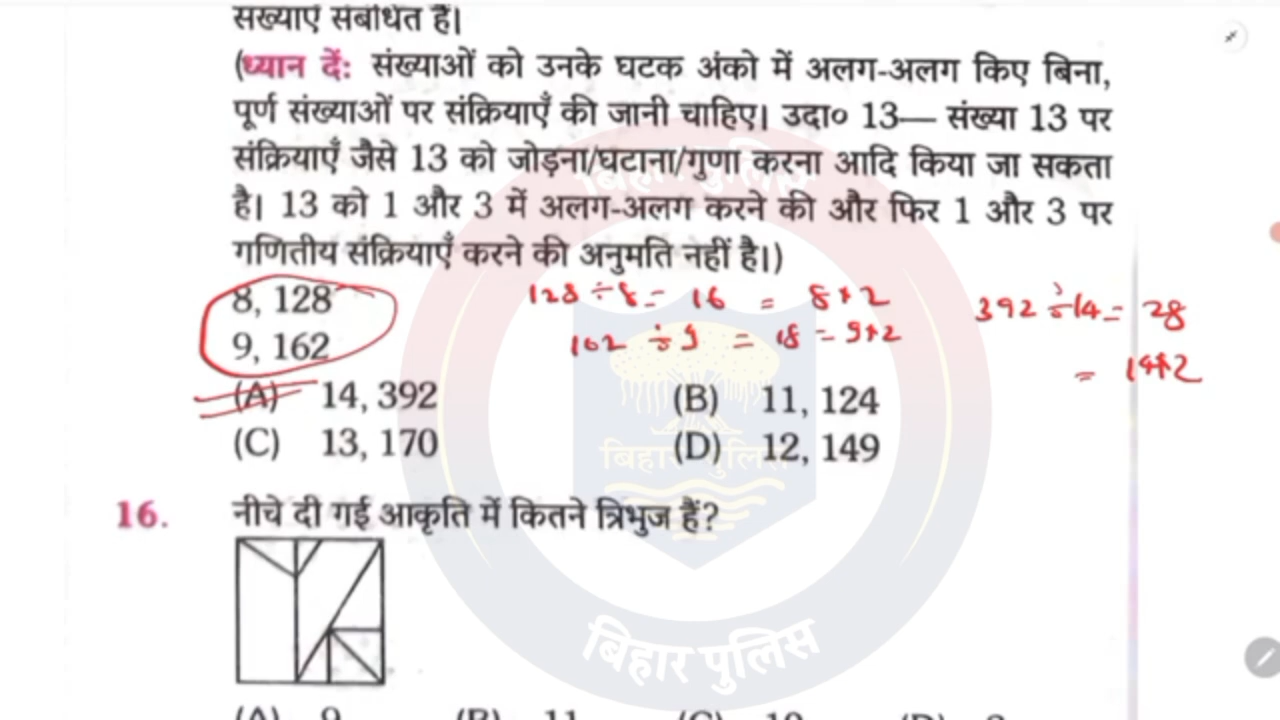 संख्याएँ संबंधित हैं।
(ध्यान दें: संख्याओं को उनके घटक अंको में अलग-अलग किए बिना,
पूर्ण संख्याओं पर संक्रियाएँ की जानी चाहिए। उदा० 13— संख्या 13 पर
संक्रियाएँ जैसे 13 को जोड़ना/घटाना/गुणा करना आदि किया जा सकता
है। 13 को 1 और 3 में अलग-अलग करने की और फिर 1 और 3 पर
गणितीय संक्रियाएँ करने की अनुमति नहीं है।)
8, 128 128 ÷ 8 = 16 = 8*2 392 ÷ 14 = 28
9, 162 162 ÷ 9 = 18 = 9*2 = 14*2
(A) 14, 392 (B) 11, 124
(C) 13, 170 (D) 12, 149
16. नीचे दी गई आकृति में कितने त्रिभुज हैं?
(A) 9 (B) 11 (C) 10
बिहार पुलिस
बिहार पुलिस
बिहार पुलिस